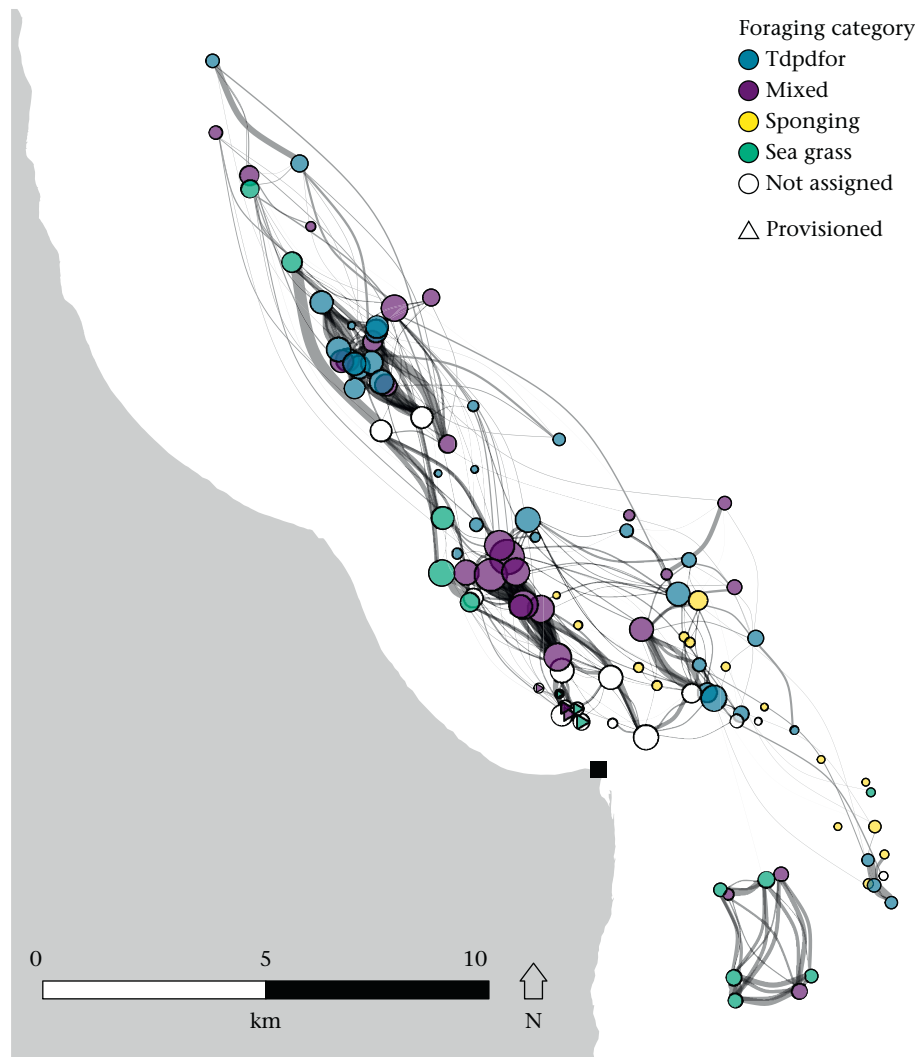 Foraging category
Tdpdfor
Mixed
Sponging
Sea grass
Not assigned
Provisioned
0 5 10
km N